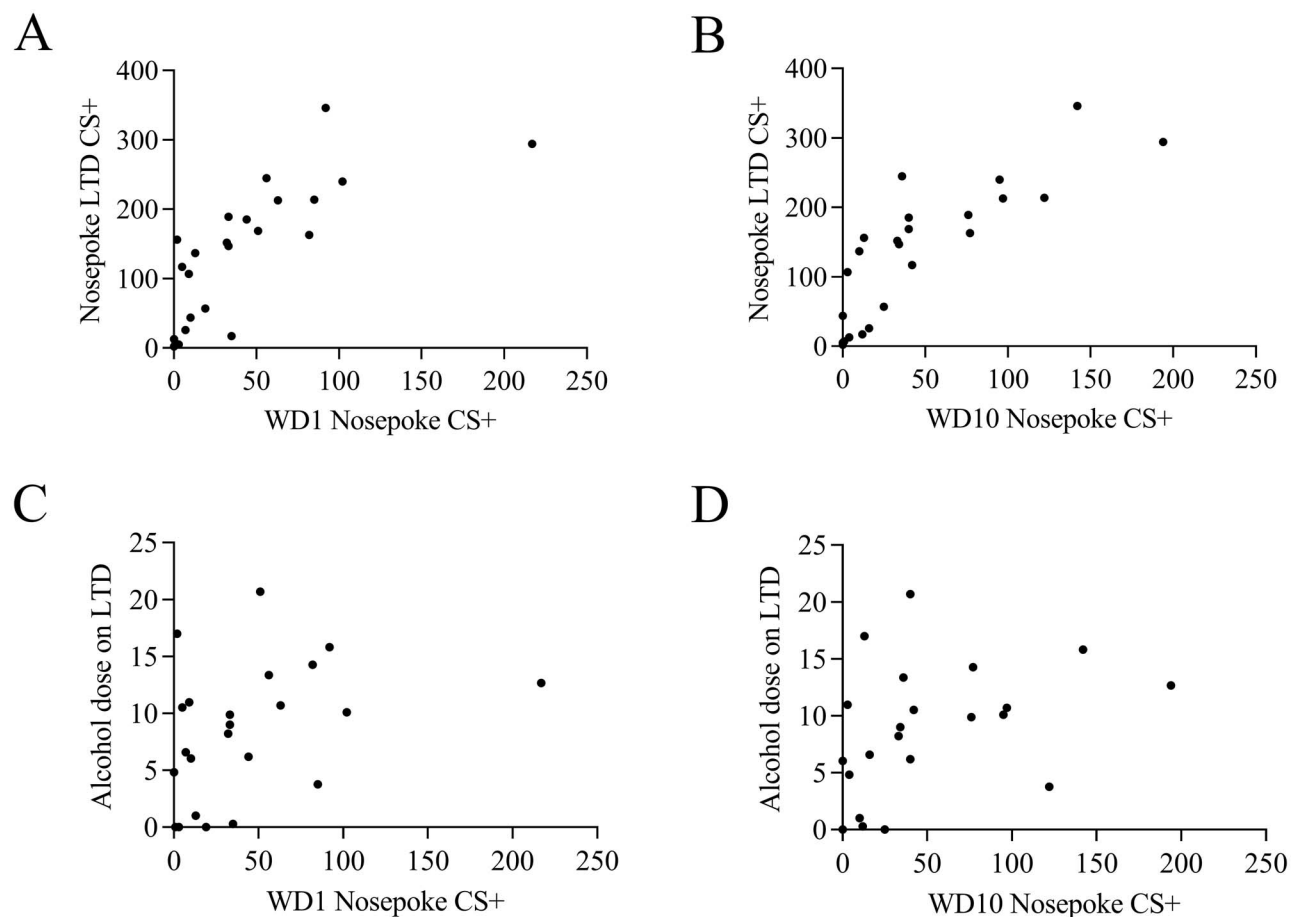 A
Nosepoke LTD CS+
400
300
200
100
0
0 50 100 150 200 250
WD1 Nosepoke CS+
B
Nosepoke LTD CS+
400
300
200
100
0
0 50 100 150 200 250
WD10 Nosepoke CS+
C
Alcohol dose on LTD
25
20
15
10
5
0
0 50 100 150 200 250
WD1 Nosepoke CS+
D
Alcohol dose on LTD
25
20
15
10
5
0
0 50 100 150 200 250
WD10 Nosepoke CS+